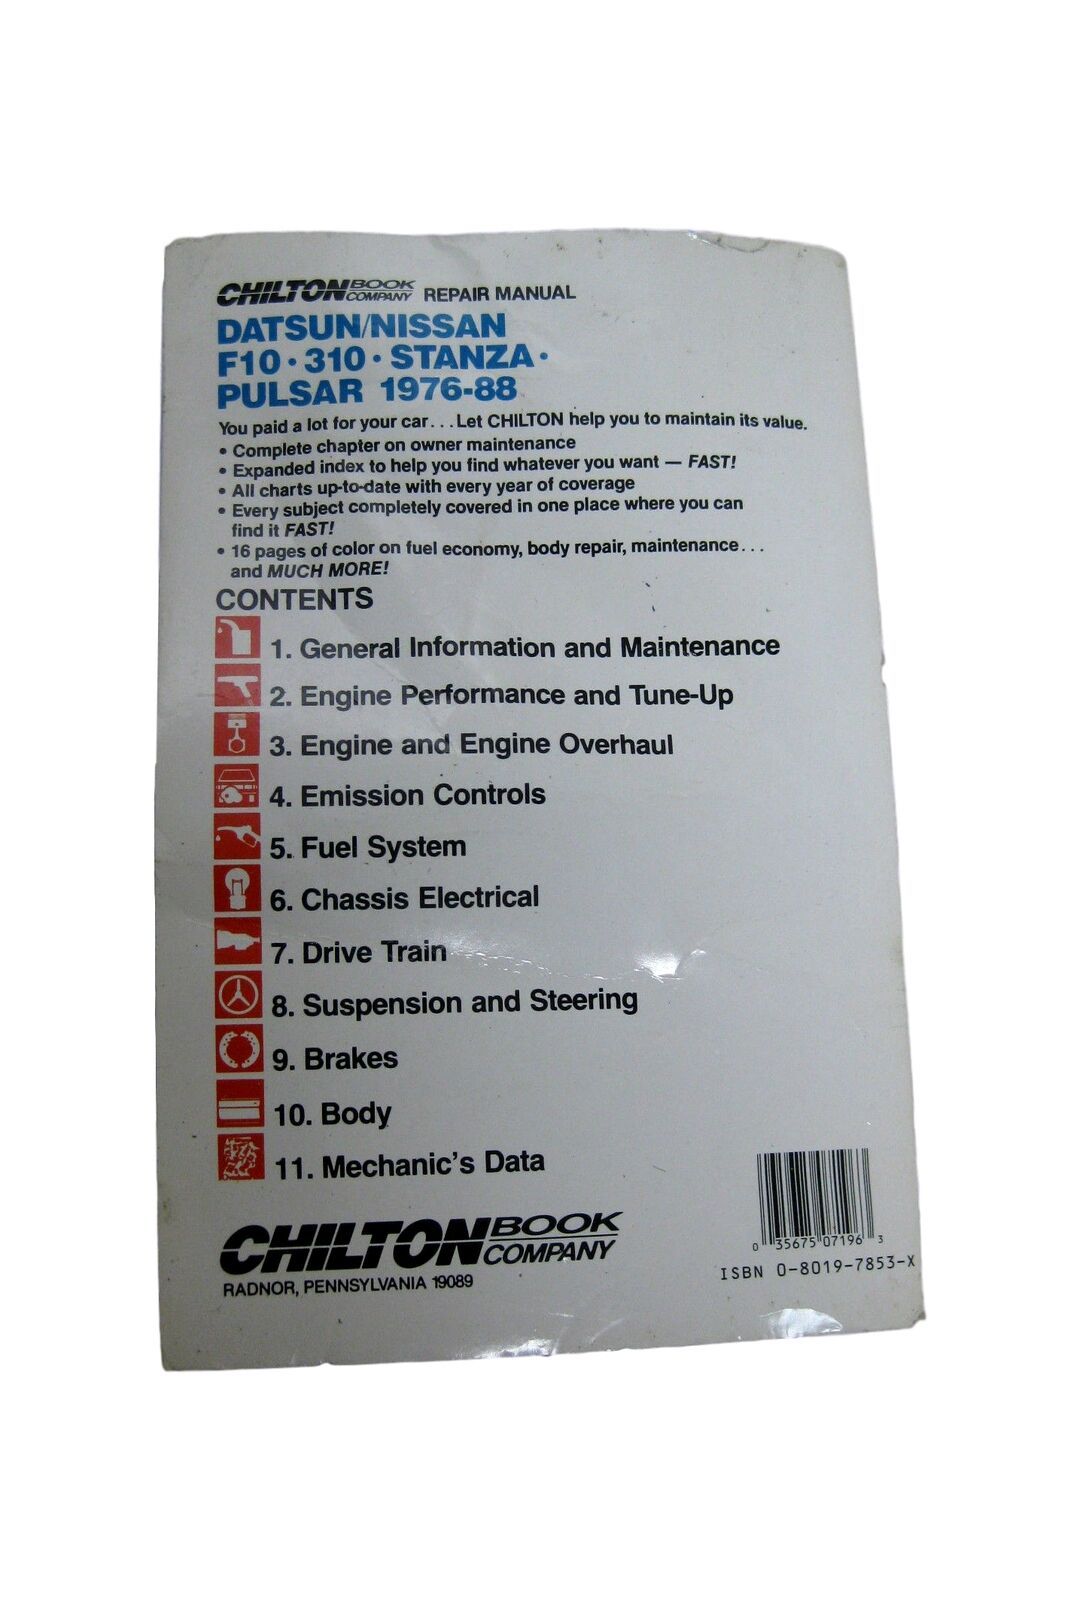 CHILTON BOOK COMPANY REPAIR MANUAL
DATSUN/NISSAN
F10 • 310 • STANZA •
PULSAR 1976-88
You paid a lot for your car...Let CHILTON help you to maintain its value.
• Complete chapter on owner maintenance
• Expanded index to help you find whatever you want — FAST!
• All charts up-to-date with every year of coverage
• Every subject completely covered in one place where you can
find it FAST!
• 16 pages of color on fuel economy, body repair, maintenance...
and MUCH MORE!
CONTENTS
1. General Information and Maintenance
2. Engine Performance and Tune-Up
3. Engine and Engine Overhaul
4. Emission Controls
5. Fuel System
6. Chassis Electrical
7. Drive Train
8. Suspension and Steering
9. Brakes
10. Body
11. Mechanic's Data
CHILTON BOOK COMPANY
RADNOR, PENNSYLVANIA 19089
0 35675 07196 3
ISBN 0-8019-7853-X